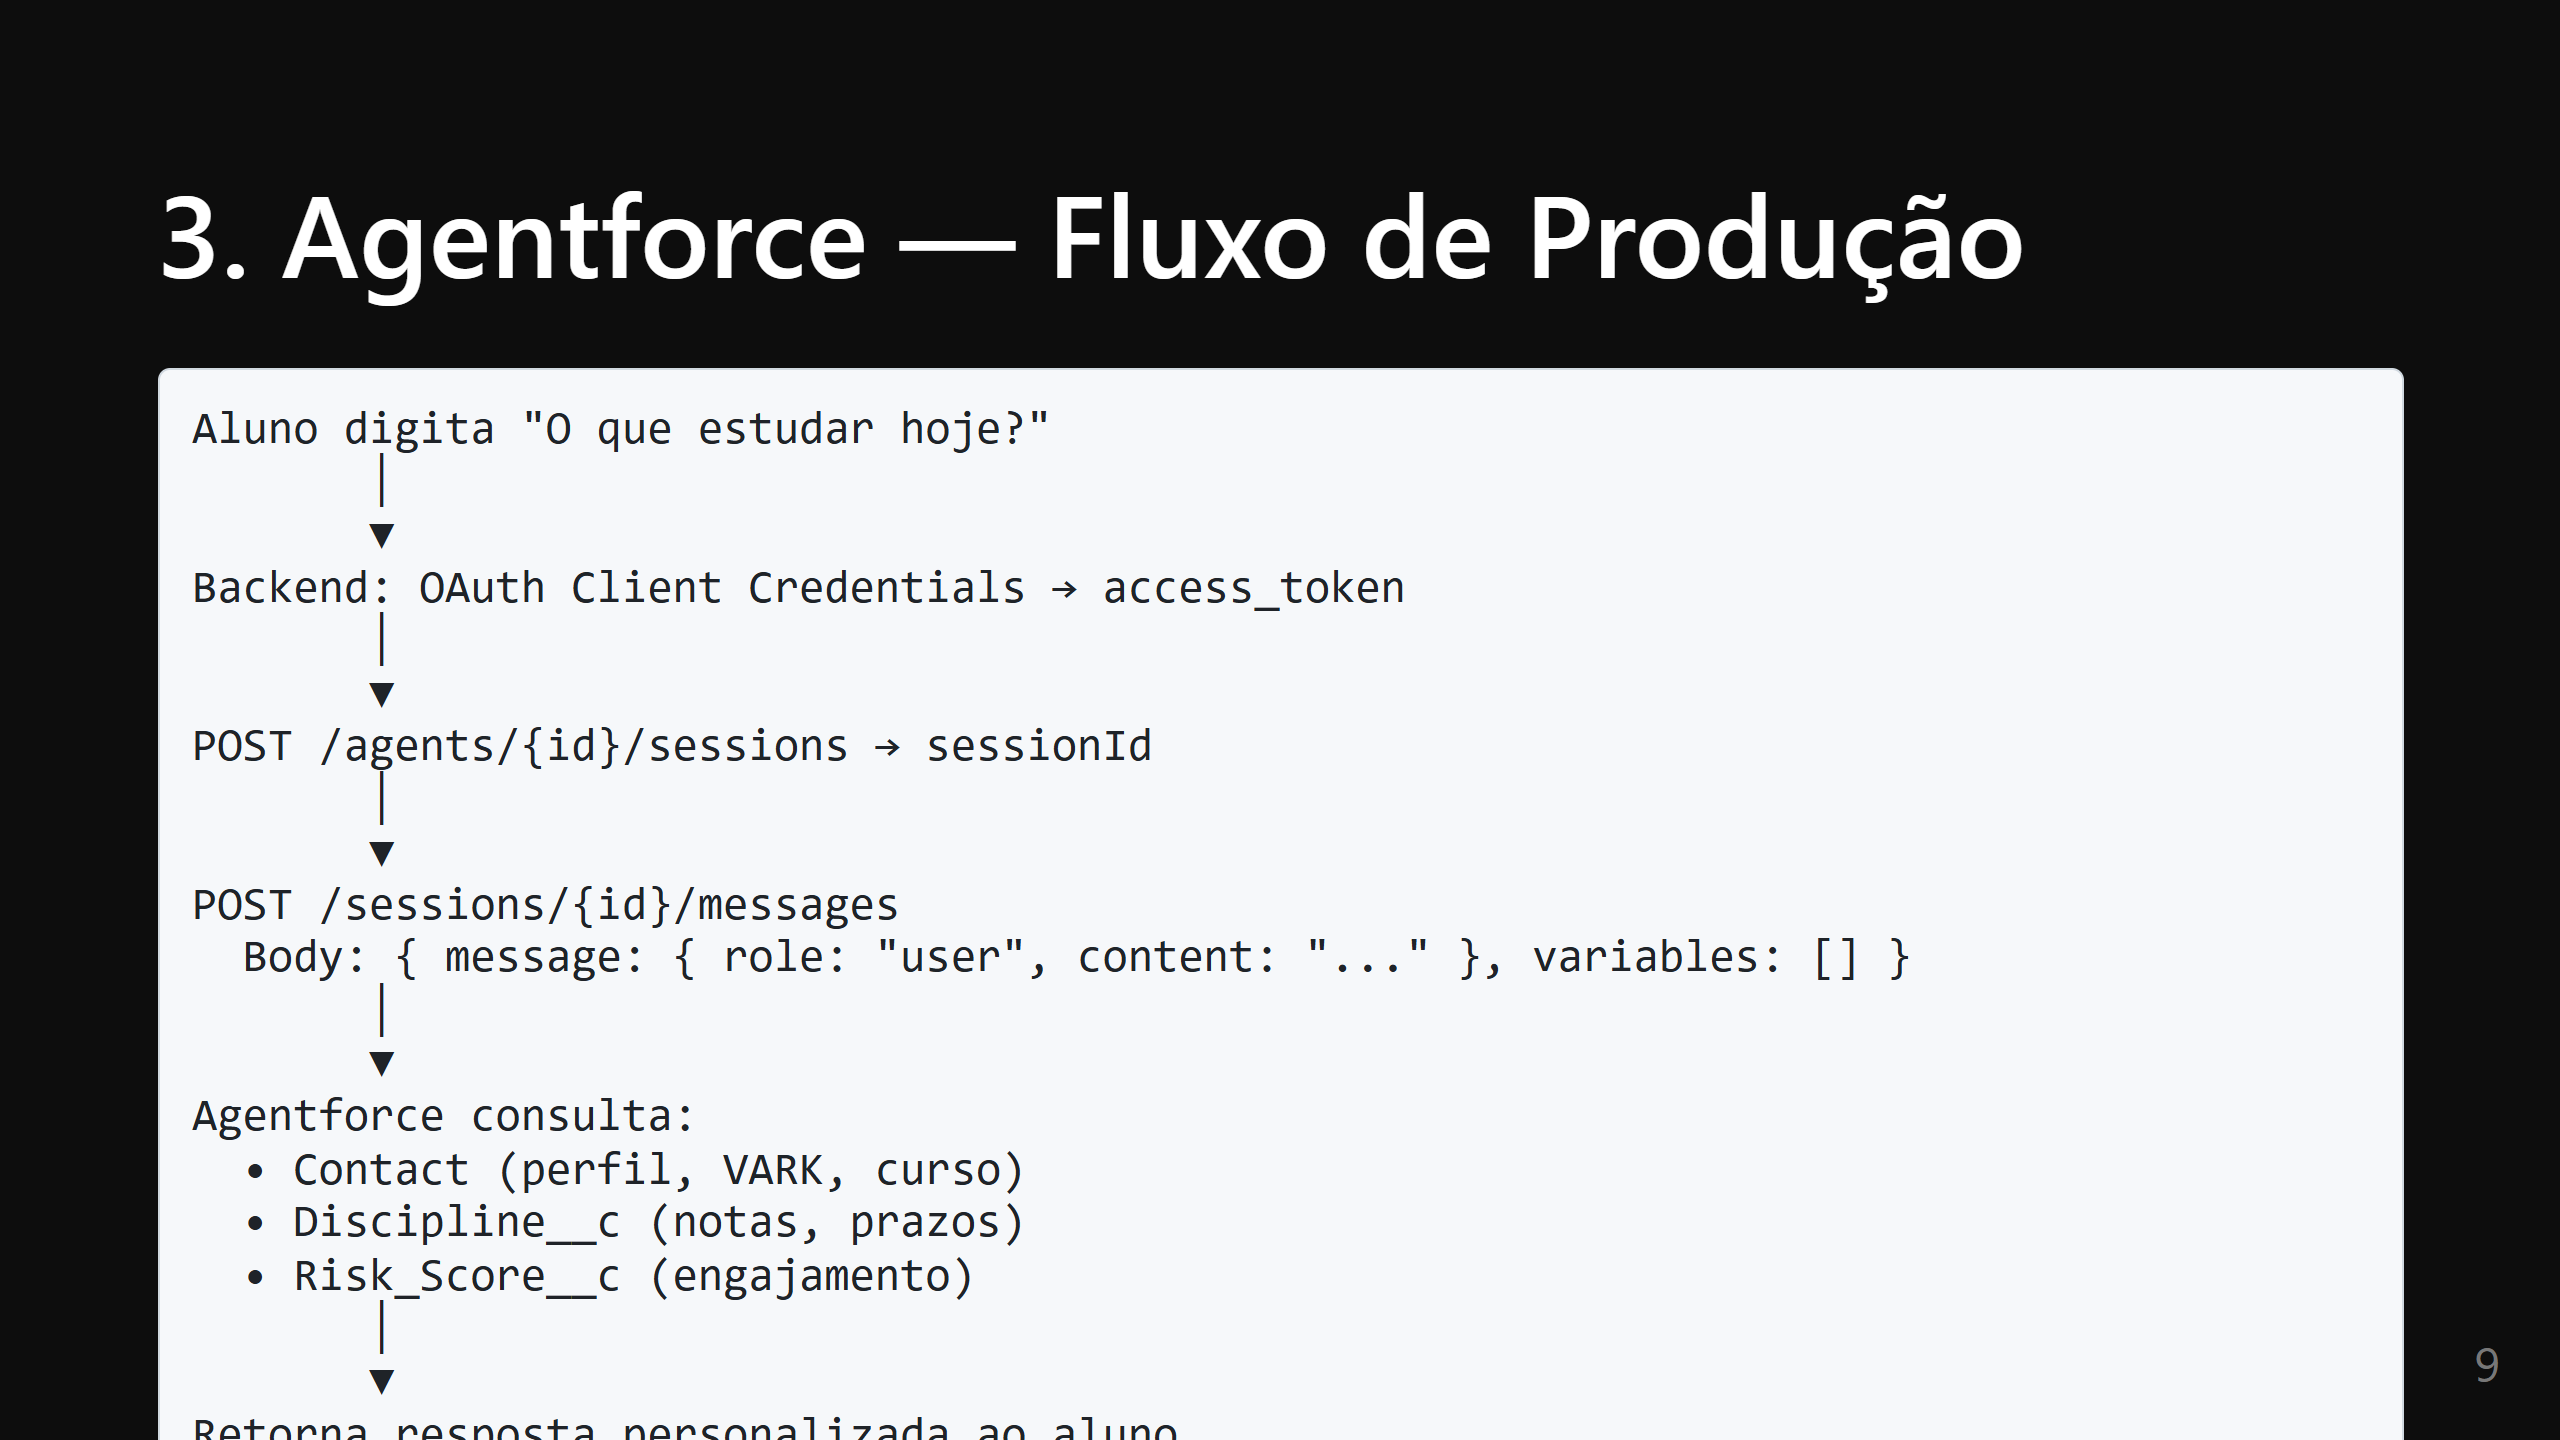 3. Agentforce — Fluxo de Produção
Aluno digita "O que estudar hoje?"
│
▼
Backend: OAuth Client Credentials → access_token
│
▼
POST /agents/{id}/sessions → sessionId
│
▼
POST /sessions/{id}/messages
Body: { message: { role: "user", content: "..." }, variables: [] }
│
▼
Agentforce consulta:
• Contact (perfil, VARK, curso)
• Discipline__c (notas, prazos)
• Risk_Score__c (engajamento)
│
▼
Retorna resposta personalizada ao aluno
9